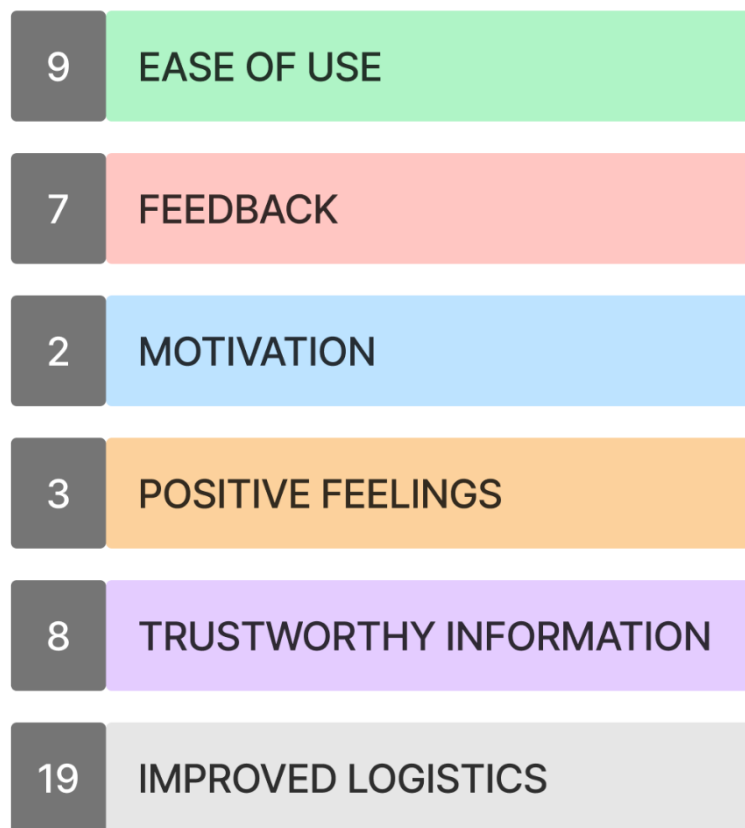 9 EASE OF USE
7 FEEDBACK
2 MOTIVATION
3 POSITIVE FEELINGS
8 TRUSTWORTHY INFORMATION
19 IMPROVED LOGISTICS